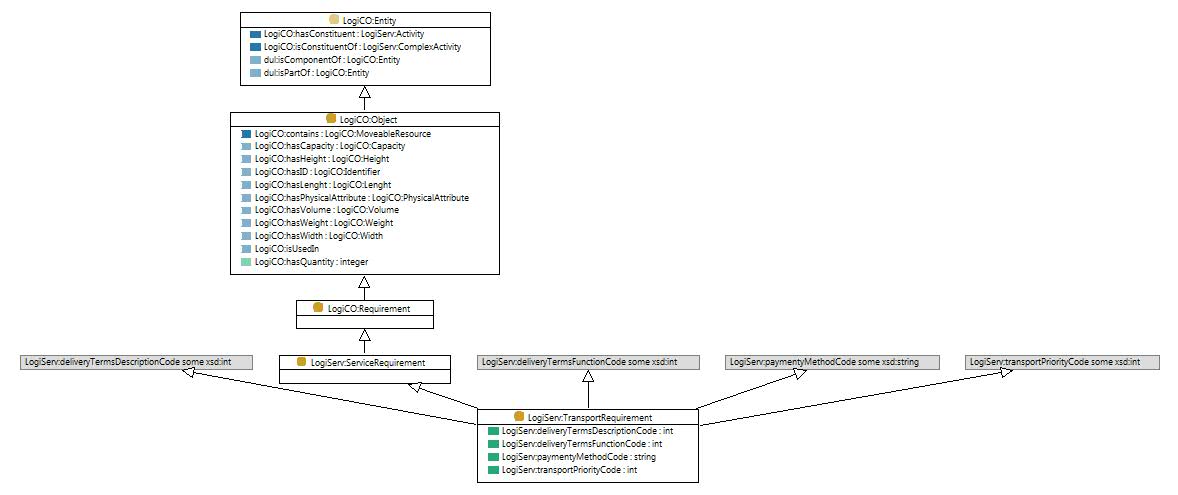 LogiCO:Entity
LogiCO:hasConstituent : LogiServ:Activity
LogiCO:isConstituentOf : LogiServ:ComplexActivity
dul:isComponentOf : LogiCO:Entity
dul:isPartOf : LogiCO:Entity
LogiCO:Object
LogiCO:contains : LogiCO:MoveableResource
LogiCO:hasCapacity : LogiCO:Capacity
LogiCO:hasHeight : LogiCO:Height
LogiCO:hasID : LogiCO:Identifier
LogiCO:hasLenght : LogiCO:Lenght
LogiCO:hasPhysicalAttribute : LogiCO:PhysicalAttribute
LogiCO:hasVolume : LogiCO:Volume
LogiCO:hasWeight : LogiCO:Weight
LogiCO:hasWidth : LogiCO:Width
LogiCO:isUsedIn
LogiCO:hasQuantity : integer
LogiCO:Requirement
LogiServ:deliveryTermsDescriptionCode some xsd:int
LogiServ:ServiceRequirement
LogiServ:deliveryTermsFunctionCode some xsd:int
LogiServ:paymentyMethodCode some xsd:string
LogiServ:transportPriorityCode some xsd:int
LogiServ:TransportRequirement
LogiServ:deliveryTermsDescriptionCode : int
LogiServ:deliveryTermsFunctionCode : int
LogiServ:paymentyMethodCode : string
LogiServ:transportPriorityCode : int